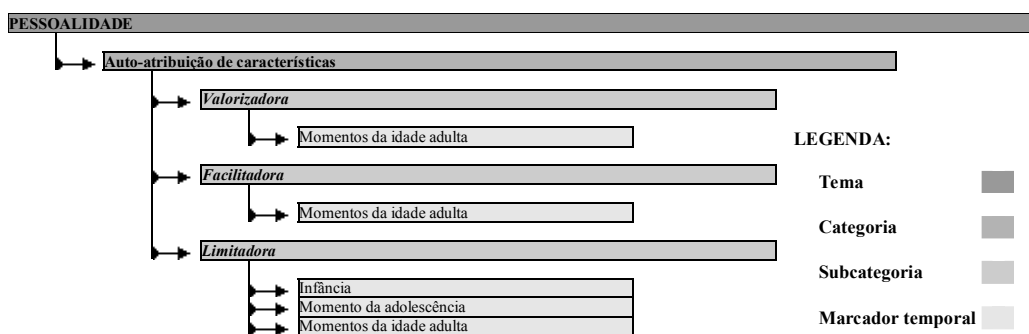 PESSOALIDADE
Auto-atribuição de características
Valorizadora
Momentos da idade adulta
Facilitadora
Momentos da idade adulta
Limitadora
Infância
Momento da adolescência
Momentos da idade adulta
LEGENDA:
Tema
Categoria
Subcategoria
Marcador temporal